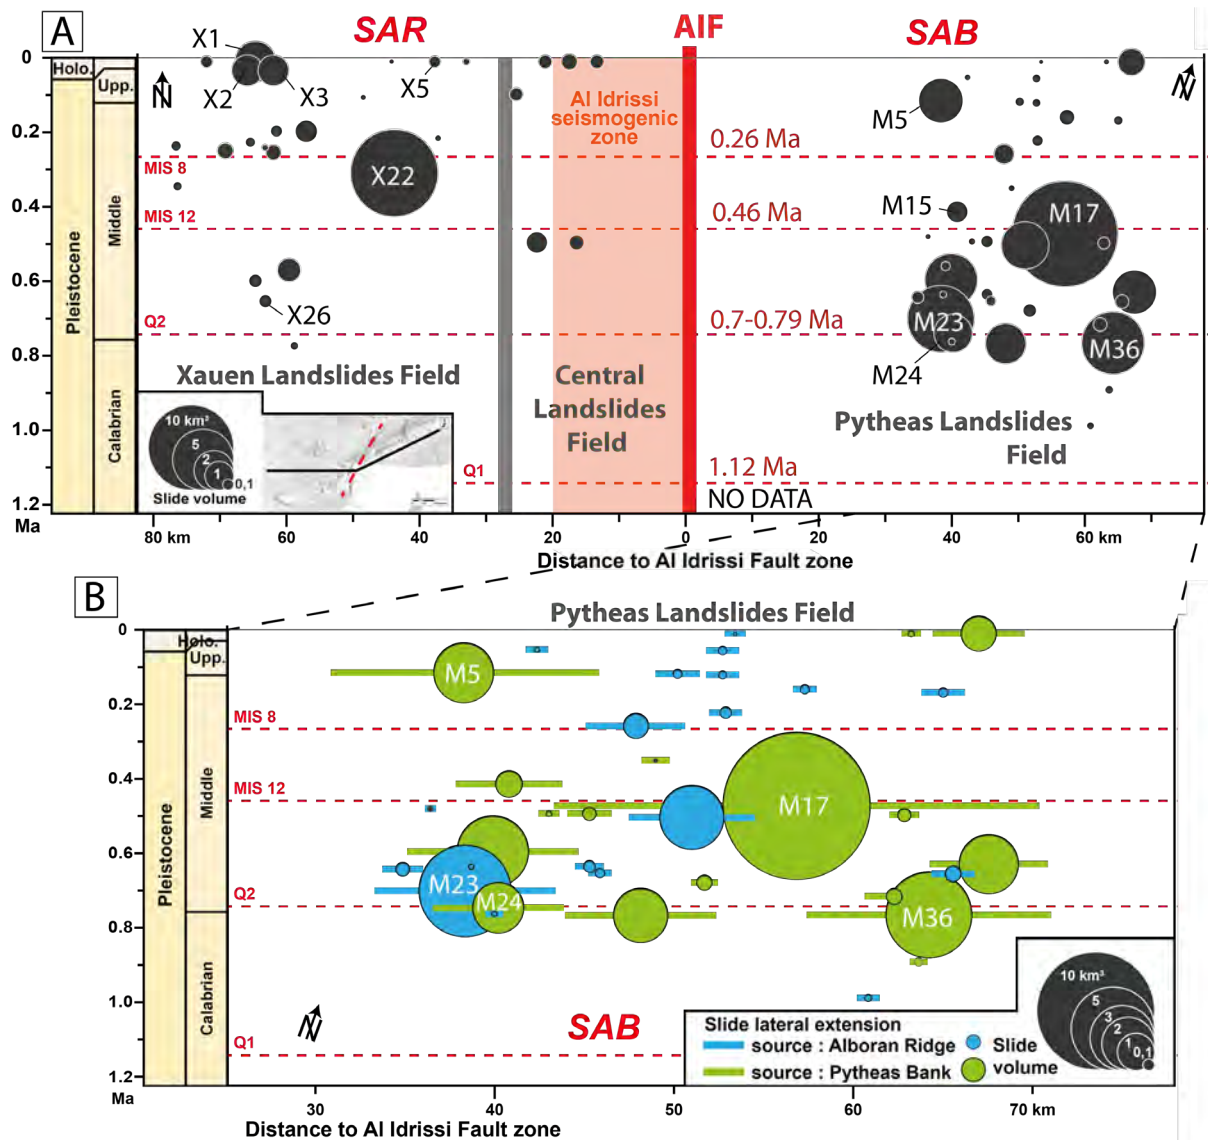 A
SAR
AIF
SAB
X1
X2
X3
X5
0
Holo.
Upp.
N
N
Al Idrissi
seismogenic
zone
M5
0.2
0.26 Ma
MIS 8
X22
M15
M17
0.4
MIS 12
0.46 Ma
Middle
Pleistocene
0.6
X26
M23
Q2
0.7-0.79 Ma
M24
M36
0.8
Xauen Landslides Field
Central
Landslides
Field
Pytheas Landslides
Field
Calabrian
10 km³
5
2
1
0,1
Slide volume
1.0
Q1
1.12 Ma
NO DATA
1.2
Ma
80 km
60
40
20
0
20
40
60 km
Distance to Al Idrissi Fault zone
B
Pytheas Landslides Field
0
Holo.
Upp.
M5
0.2
MIS 8
0.4
MIS 12
M17
Middle
Pleistocene
0.6
M23
M24
Q2
M36
0.8
Calabrian
1.0
N
SAB
Q1
1.2
Ma
Slide lateral extension
source : Alboran Ridge
source : Pytheas Bank
Slide
volume
10 km³
5
3
2
1
0,1
30
40
50
60
70 km
Distance to Al Idrissi Fault zone